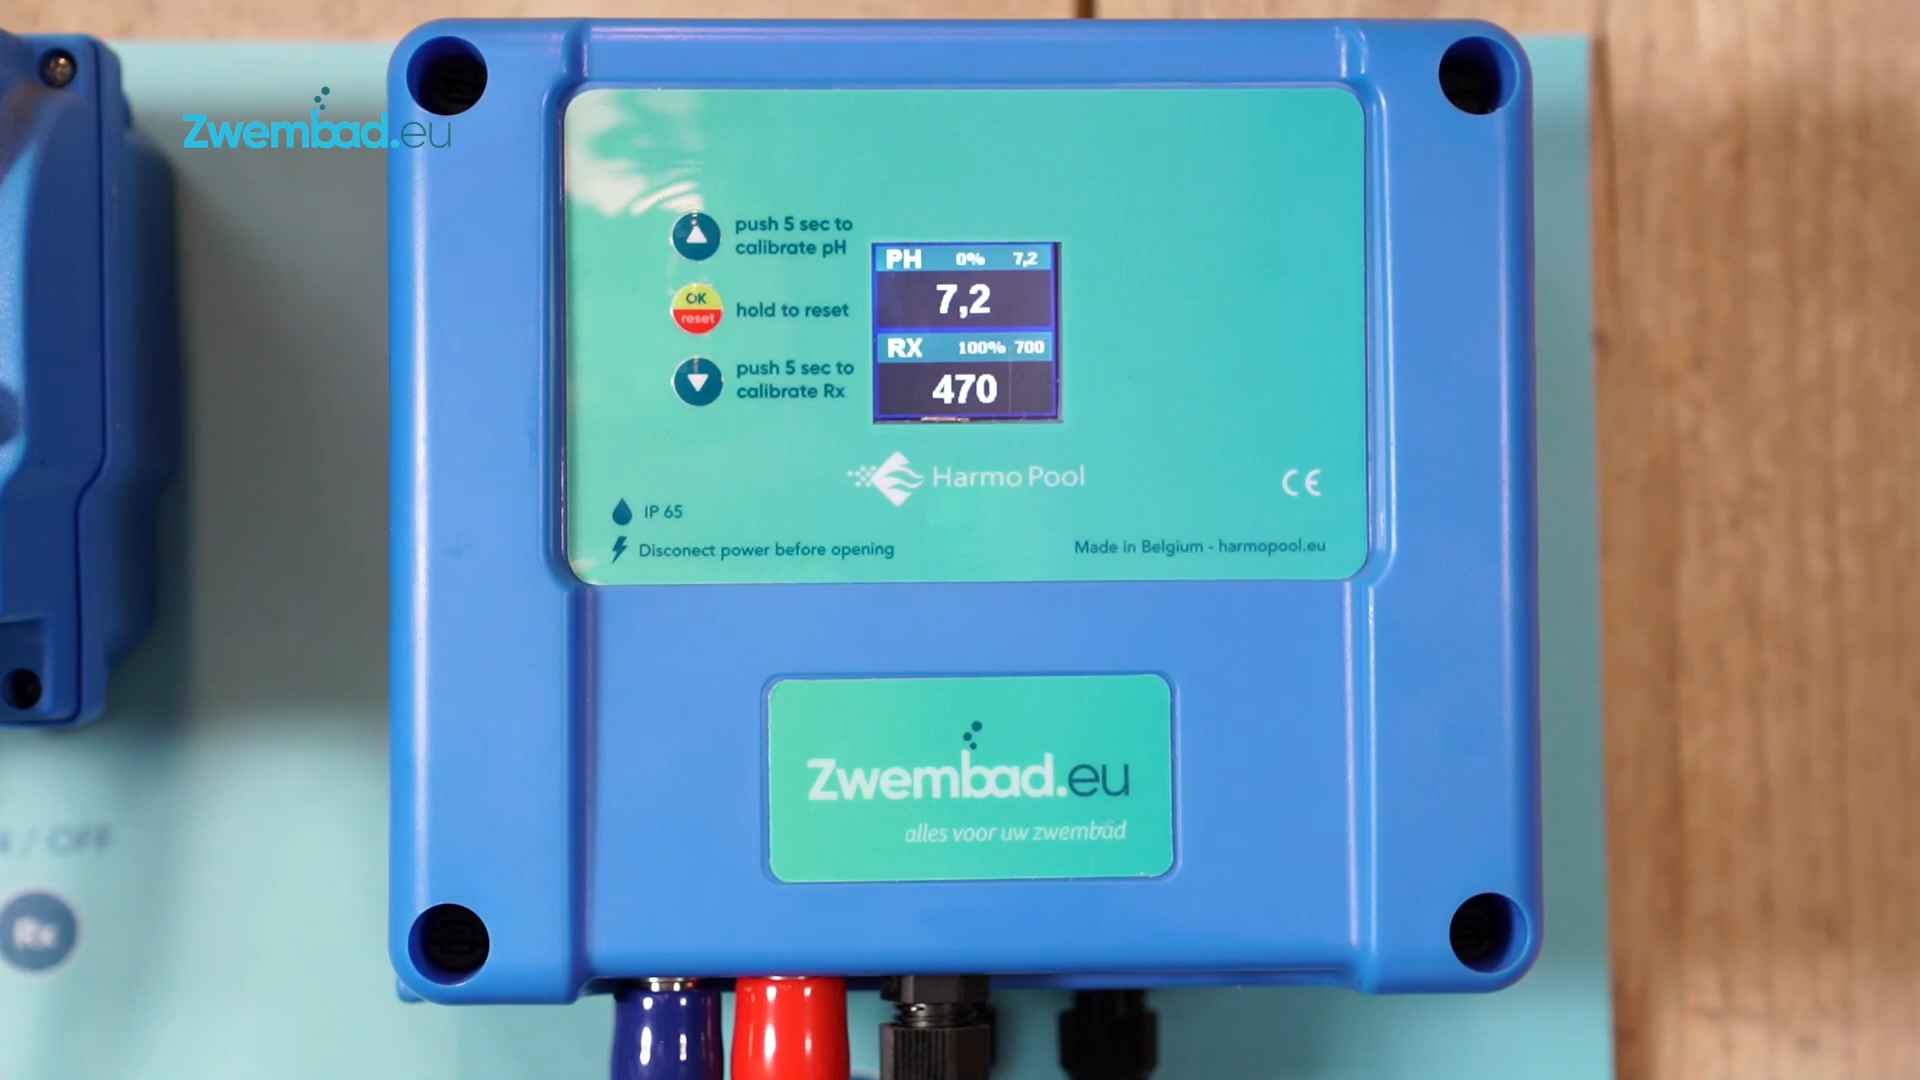 Zwembad.eu
push 5 sec to
calibrate pH
OK
reset
hold to reset
push 5 sec to
calibrate Rx
PH 0% 7,2
7,2
RX 100% 700
470
Harmo Pool
CE
IP 65
Disconect power before opening
Made in Belgium - harmopool.eu
Zwembad.eu
alles voor uw zwembad
/ OFF
Rx